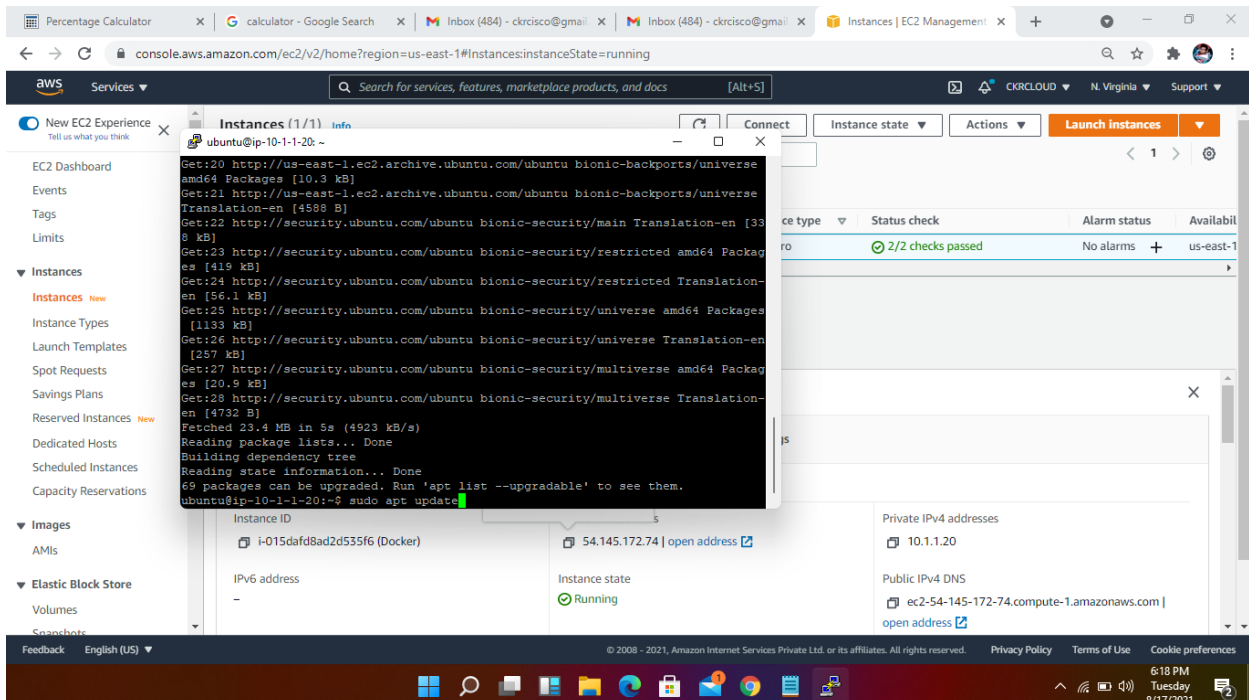 Percentage Calculator
calculator - Google Search
Inbox (484) - ckrcisco@gmail.
Inbox (484) - ckrcisco@gmail
Instances | EC2 Management
console.aws.amazon.com/ec2/v2/home?region=us-east-1#Instances:instanceState=running
aws
Services ▼
Search for services, features, marketplace products, and docs [Alt+S]
CKRCLOUD ▼
N. Virginia ▼
Support ▼
New EC2 Experience
Tell us what you think
EC2 Dashboard
Events
Tags
Limits
Instances
Instances New
Instance Types
Launch Templates
Spot Requests
Savings Plans
Reserved Instances New
Dedicated Hosts
Scheduled Instances
Capacity Reservations
Images
AMIs
Elastic Block Store
Volumes
Snapshots
Instances (1/1) Info
Connect
Instance state ▼
Actions ▼
Launch instances
1
ubuntu@ip-10-1-1-20: ~
Get:20 http://us-east-1.ec2.archive.ubuntu.com/ubuntu bionic-backports/universe
amd64 Packages [10.3 kB]
Get:21 http://us-east-1.ec2.archive.ubuntu.com/ubuntu bionic-backports/universe
Translation-en [4588 B]
Get:22 http://security.ubuntu.com/ubuntu bionic-security/main Translation-en [33
8 kB]
Get:23 http://security.ubuntu.com/ubuntu bionic-security/restricted amd64 Packag
es [419 kB]
Get:24 http://security.ubuntu.com/ubuntu bionic-security/restricted Translation-
en [56.1 kB]
Get:25 http://security.ubuntu.com/ubuntu bionic-security/universe amd64 Packages
[1133 kB]
Get:26 http://security.ubuntu.com/ubuntu bionic-security/universe Translation-en
[257 kB]
Get:27 http://security.ubuntu.com/ubuntu bionic-security/multiverse amd64 Packag
es [20.9 kB]
Get:28 http://security.ubuntu.com/ubuntu bionic-security/multiverse Translation-
en [4732 B]
Fetched 23.4 MB in 5s (4923 kB/s)
Reading package lists... Done
Building dependency tree
Reading state information... Done
69 packages can be upgraded. Run 'apt list --upgradable' to see them.
ubuntu@ip-10-1-1-20:~$ sudo apt update
ce type
Status check
Alarm status
Availabil
ro
2/2 checks passed
No alarms +
us-east-1
gs
Instance ID
s
Private IPv4 addresses
i-015dafd8ad2d535f6 (Docker)
54.145.172.74 | open address
10.1.1.20
IPv6 address
Instance state
Public IPv4 DNS
–
Running
ec2-54-145-172-74.compute-1.amazonaws.com |
open address
Feedback
English (US) ▼
© 2008 - 2021, Amazon Internet Services Private Ltd. or its affiliates. All rights reserved.
Privacy Policy
Terms of Use
Cookie preferences
1
6:18 PM
Tuesday
8/17/2021
2